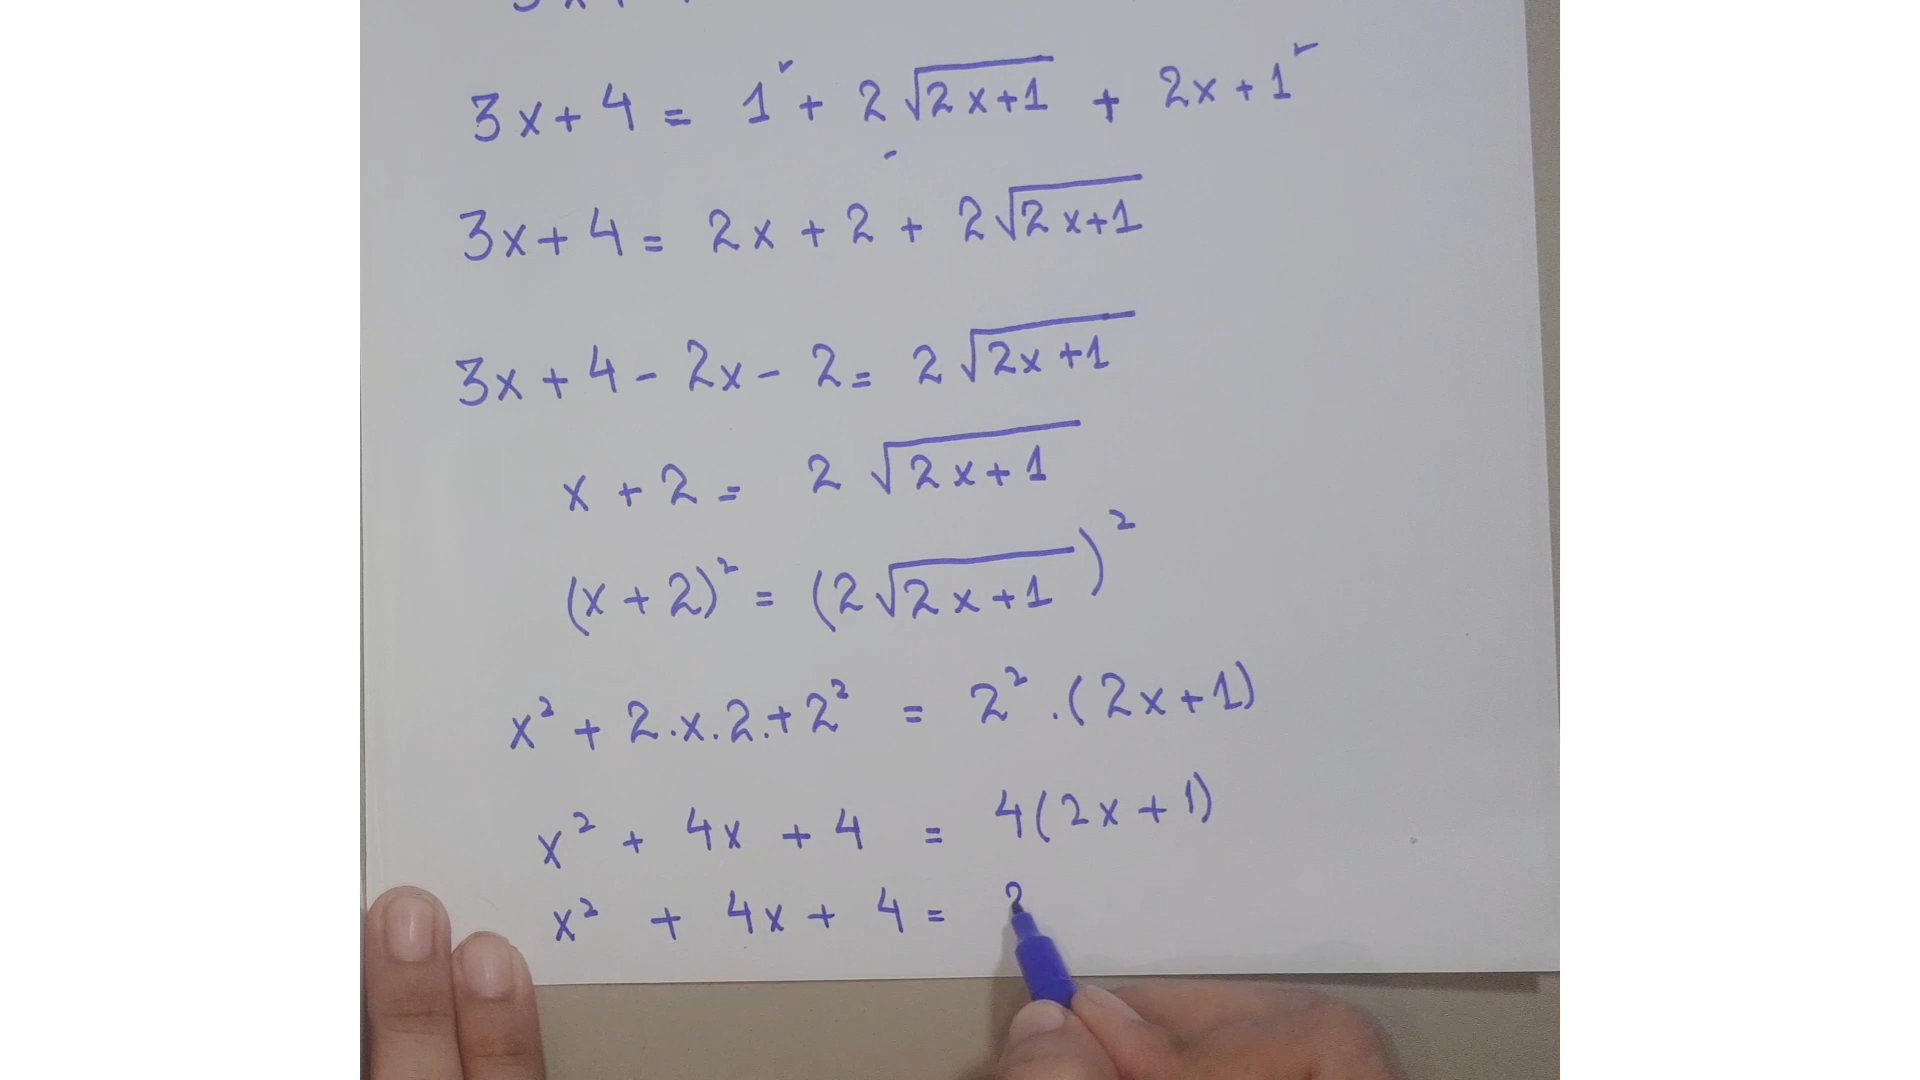 3x + 4 = 1 + 2√(2x+1) + 2x + 1
3x + 4 = 2x + 2 + 2√(2x+1)
3x + 4 - 2x - 2 = 2√(2x+1)
x + 2 = 2√(2x+1)
(x + 2)² = (2√(2x+1))²
x² + 2.x.2.+ 2² = 2² .(2x+1)
x² + 4x + 4 = 4(2x + 1)
x² + 4x + 4 =